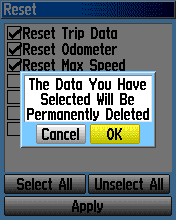 Reset
Reset Trip Data
Reset Odometer
Reset Max Speed
The Data You Have
Selected Will Be
Permanently Deleted
Cancel OK
Select All Unselect All
Apply